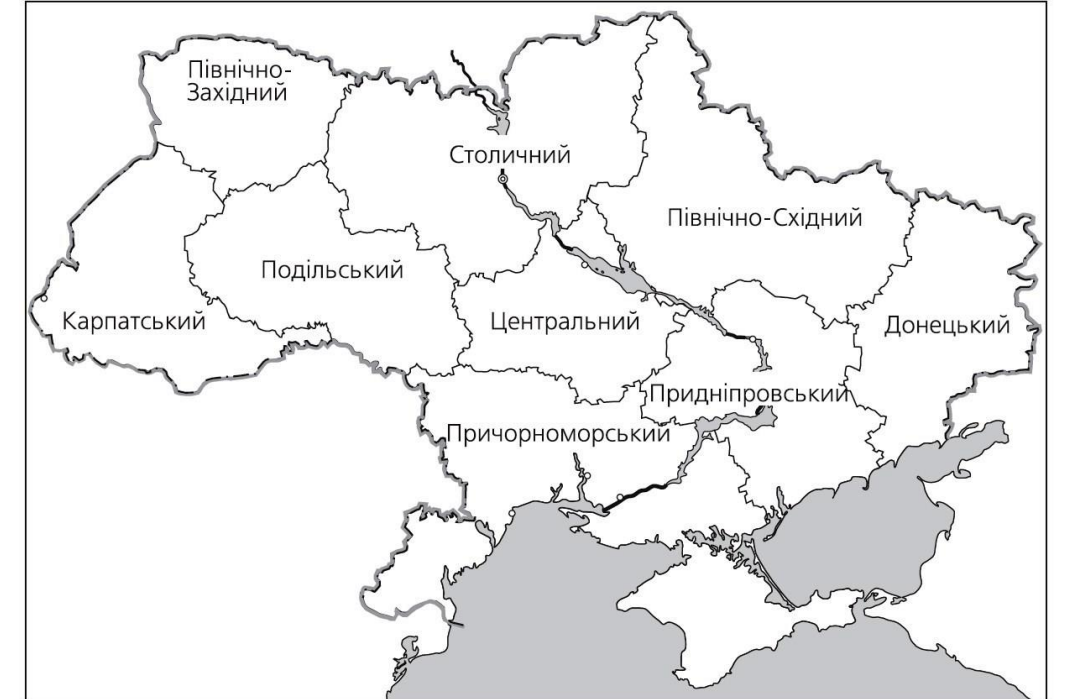 Північно-
Західний
Столичний
Північно-Східний
Подільський
Карпатський
Центральний
Донецький
Придніпровський
Причорноморський